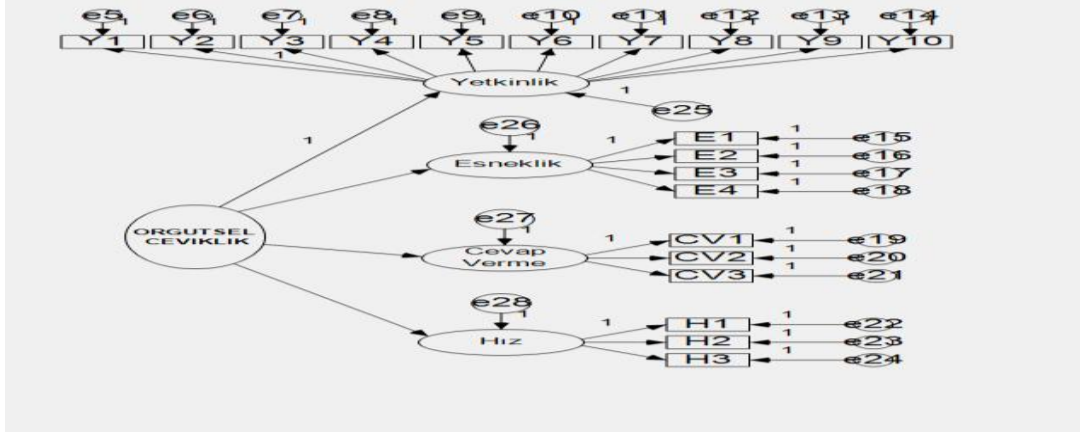 e5 e6 e7 e8 e9 e10 e11 e12 e13 e14
1 1 1 1 1 1 1 1 1 1
Y1 Y2 Y3 Y4 Y5 Y6 Y7 Y8 Y9 Y10
1
Yetkinlik
1
e25
e26
1
1
Esneklik
1
E1 1 e15
E2 1 e16
E3 1 e17
E4 1 e18
ORGUTSEL
CEVIKLIK
e27
1
Cevap
Verme
1
CV1 1 e19
CV2 1 e20
CV3 1 e21
e28
1
Hız
1
H1 1 e22
H2 1 e23
H3 1 e24